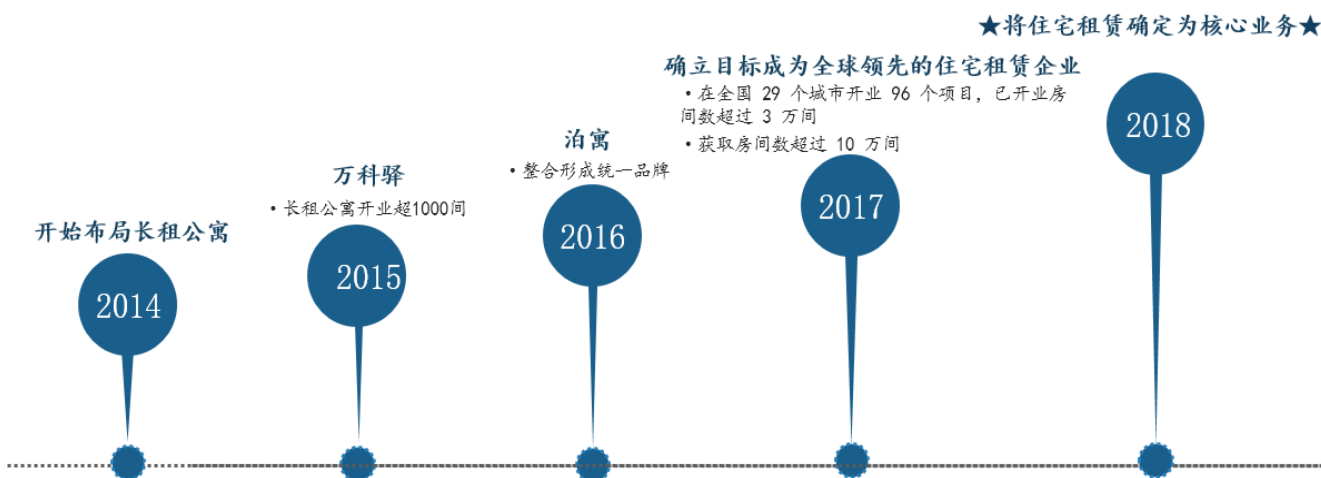 开始布局长租公寓
2014
万科驿
·长租公寓开业超1000间
2015
泊寓
·整合形成统一品牌
2016
确立目标成为全球领先的住宅租赁企业
·在全国 29 个城市开业 96 个项目，已开业房
间数超过 3 万间
·获取房间数超过 10 万间
2017
★将住宅租赁确定为核心业务★
2018